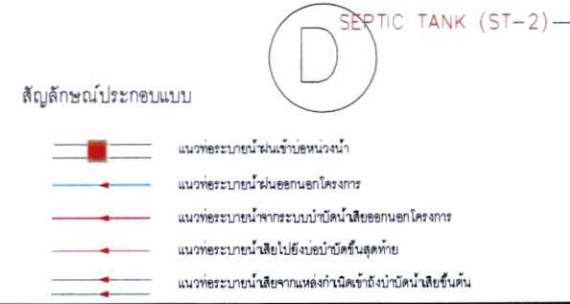 SEPTIC TANK (ST-2)
D
สัญลักษณ์ประกอบแบบ
แนวท่อระบายน้ำฝนเข้าบ่อหน่วงน้ำ
แนวท่อระบายน้ำฝนออกนอกโครงการ
แนวท่อระบายน้ำจากระบบบำบัดน้ำเสียออกนอกโครงการ
แนวท่อระบายน้ำเสียไปยังบ่อบำบัดขั้นสุดท้าย
แนวท่อระบายน้ำเสียจากแหล่งกำเนิดเข้าถังบำบัดน้ำเสียขั้นต้น